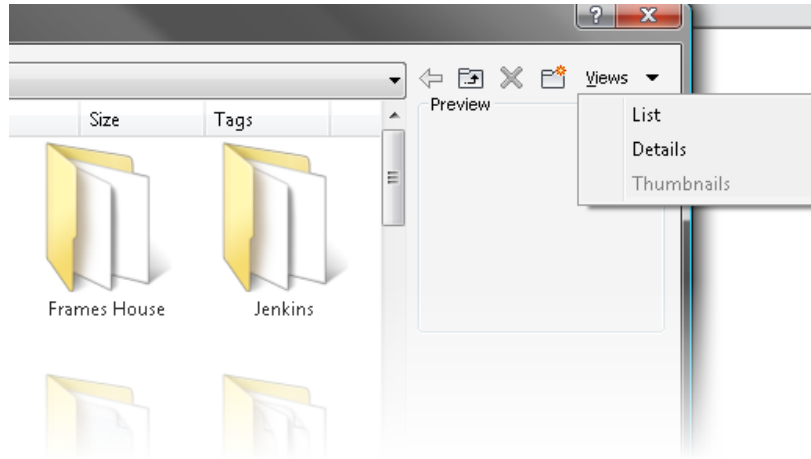 Views
Size Tags
Preview
List
Details
Thumbnails
Frames House
Jenkins